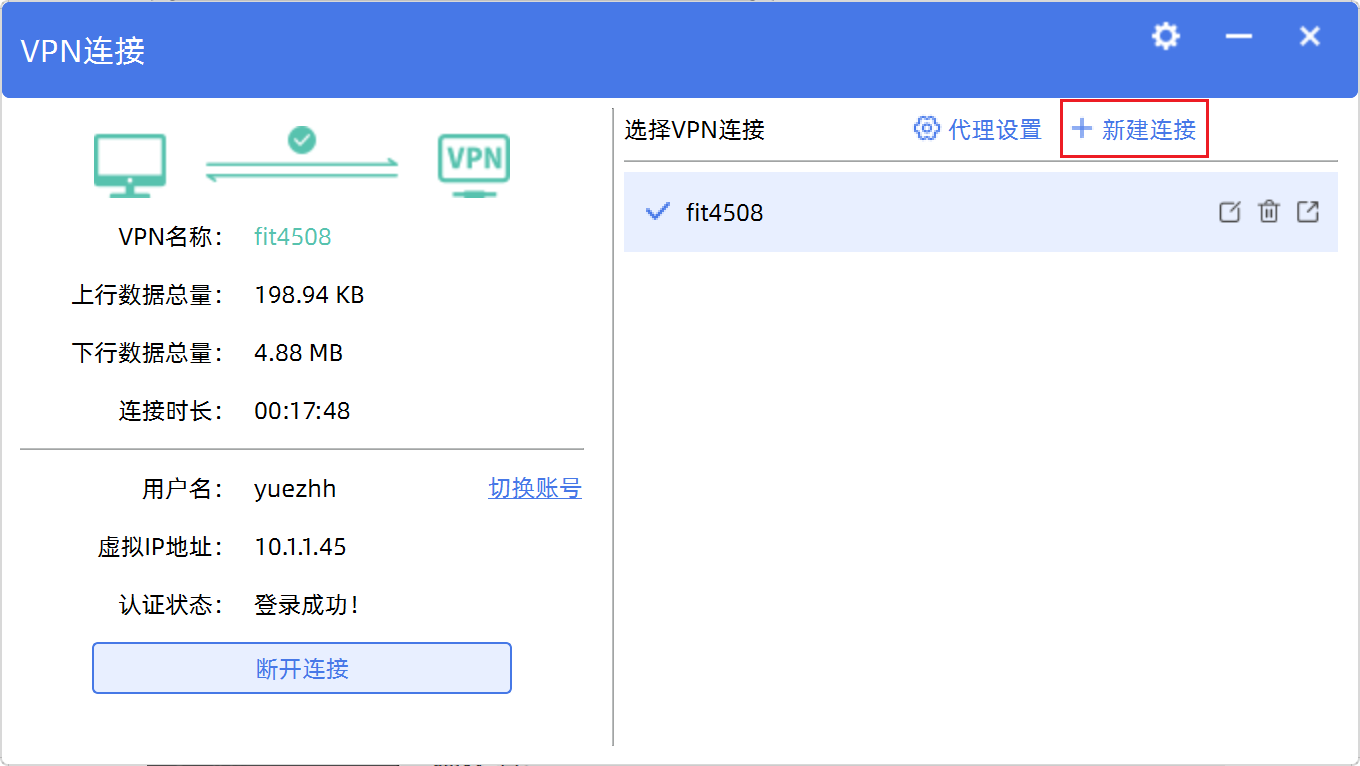 VPN连接
VPN
VPN名称： fit4508
上行数据总量： 198.94 KB
下行数据总量： 4.88 MB
连接时长： 00:17:48
用户名： yuezhh 切换账号
虚拟IP地址： 10.1.1.45
认证状态： 登录成功！
断开连接
选择VPN连接 代理设置 新建连接
fit4508